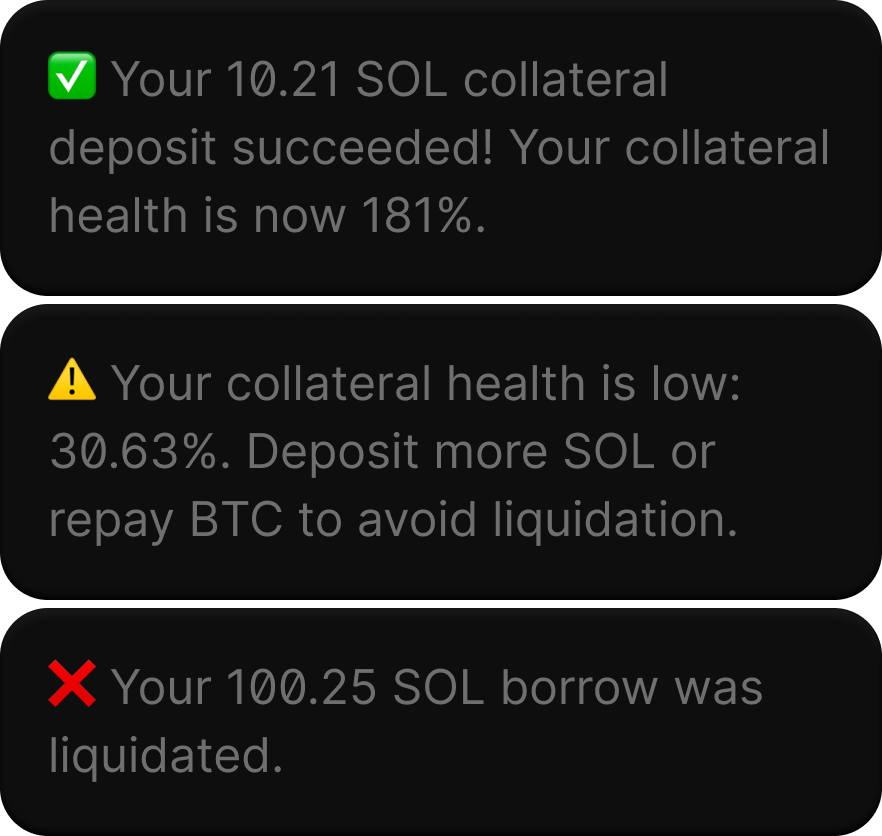 ✅ Your 10.21 SOL collateral
deposit succeeded! Your collateral
health is now 181%.
⚠️ Your collateral health is low:
30.63%. Deposit more SOL or
repay BTC to avoid liquidation.
❌ Your 100.25 SOL borrow was
liquidated.